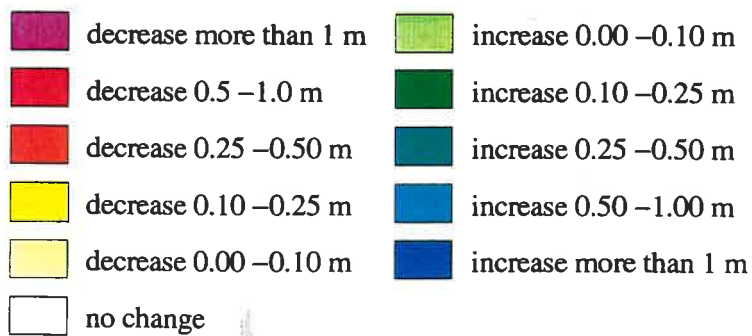 decrease more than 1 m
decrease 0.5 –1.0 m
decrease 0.25 –0.50 m
decrease 0.10 –0.25 m
decrease 0.00 –0.10 m
no change
increase 0.00 –0.10 m
increase 0.10 –0.25 m
increase 0.25 –0.50 m
increase 0.50 –1.00 m
increase more than 1 m